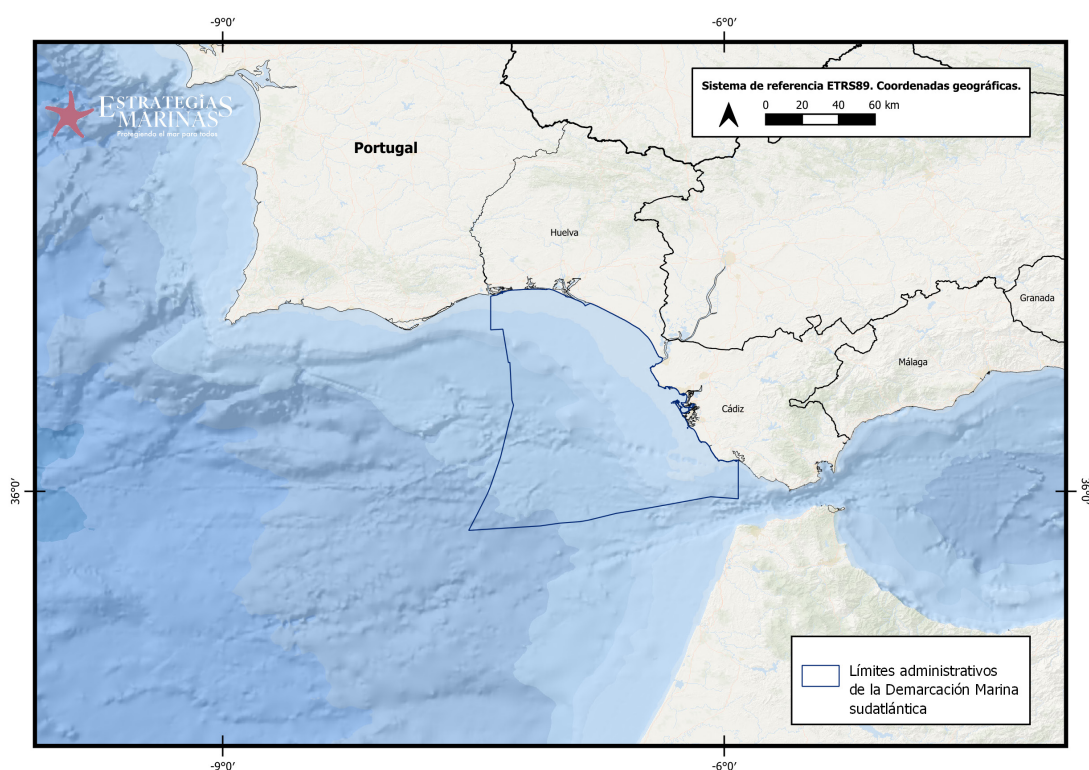 -9°0′
-6°0′
Sistema de referencia ETRS89. Coordenadas geográficas.
0 20 40 60 km
ESTRATEGIAS
MARINAS
Protegiendo el mar para todos
Portugal
Huelva
Granada
Málaga
Cádiz
36°0′
36°0′
Límites administrativos
de la Demarcación Marina
sudatlántica
-9°0′
-6°0′